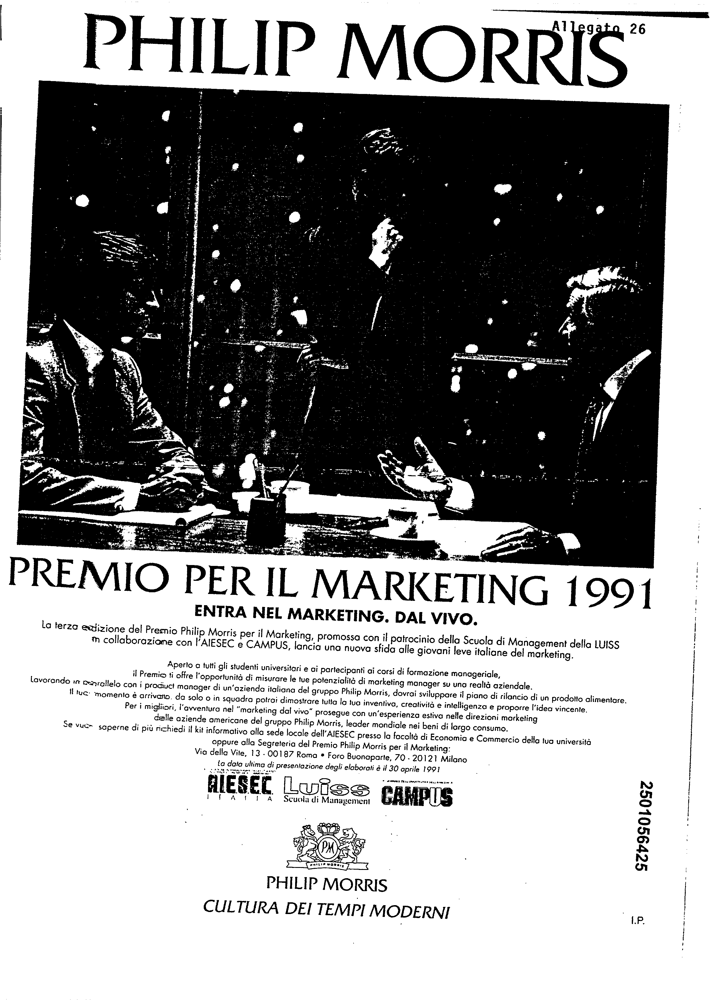 Allegato 26
PHILIP MORRIS
PREMIO PER IL MARKETING 1991
ENTRA NEL MARKETING. DAL VIVO.
La terza edizione del Premio Philip Morris per il Marketing, promossa con il patrocinio della Scuola di Management della LUISS
in collaborazione con l'AIESEC e CAMPUS, lancia una nuova sfida alle giovani leve italiane del marketing.
Aperto a tutti gli studenti universitari e ai partecipanti ai corsi di formazione manageriale,
il Premio ti offre l'opportunità di misurare le tue potenzialità di marketing manager su una realtà aziendale.
Lavorando in parallelo con i product manager di un'azienda italiana del gruppo Philip Morris, dovrai sviluppare il piano di rilancio di un prodotto alimentare.
Il tuo momento è arrivato. da solo o in squadra potrai dimostrare tutta la tua inventiva, creatività e intelligenza e proporre l'idea vincente.
Per i migliori, l'avventura nel "marketing dal vivo" prosegue con un'esperienza estiva nelle direzioni marketing
delle aziende americane del gruppo Philip Morris, leader mondiale nei beni di largo consumo.
Se vuoi saperne di più richiedi il kit informativo alla sede locale dell'AIESEC presso la facoltà di Economia e Commercio della tua università
oppure alla Segreteria del Premio Philip Morris per il Marketing:
Via della Vite, 13 - 00187 Roma • Foro Buonaparte, 70 - 20121 Milano
La data ultima di presentazione degli elaborati è il 30 aprile 1991
AIESEC
ITALIA
Luiss
Scuola di Management
CAMPUS
2501056425
PM
PHILIP MORRIS
PHILIP MORRIS
CULTURA DEI TEMPI MODERNI
I.P.